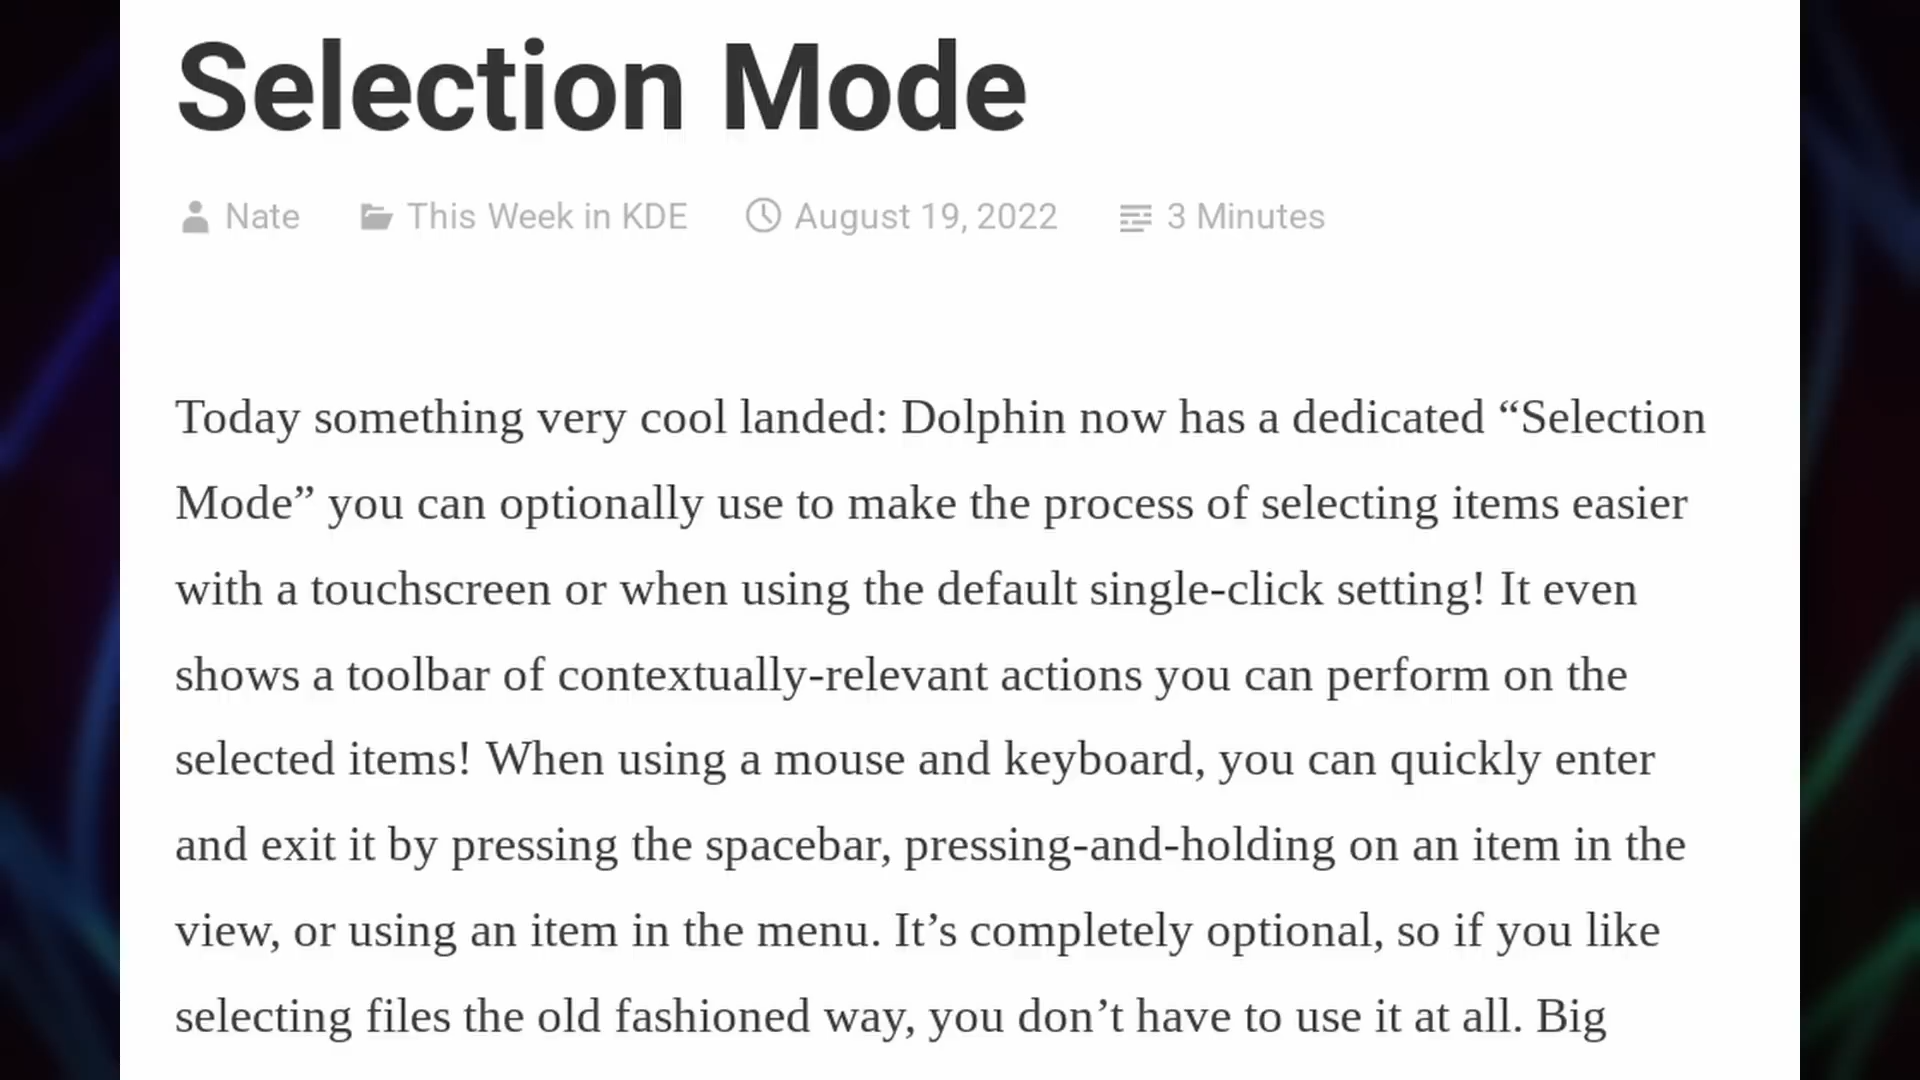 Selection Mode
Nate This Week in KDE August 19, 2022 3 Minutes
Today something very cool landed: Dolphin now has a dedicated “Selection
Mode” you can optionally use to make the process of selecting items easier
with a touchscreen or when using the default single-click setting! It even
shows a toolbar of contextually-relevant actions you can perform on the
selected items! When using a mouse and keyboard, you can quickly enter
and exit it by pressing the spacebar, pressing-and-holding on an item in the
view, or using an item in the menu. It’s completely optional, so if you like
selecting files the old fashioned way, you don’t have to use it at all. Big